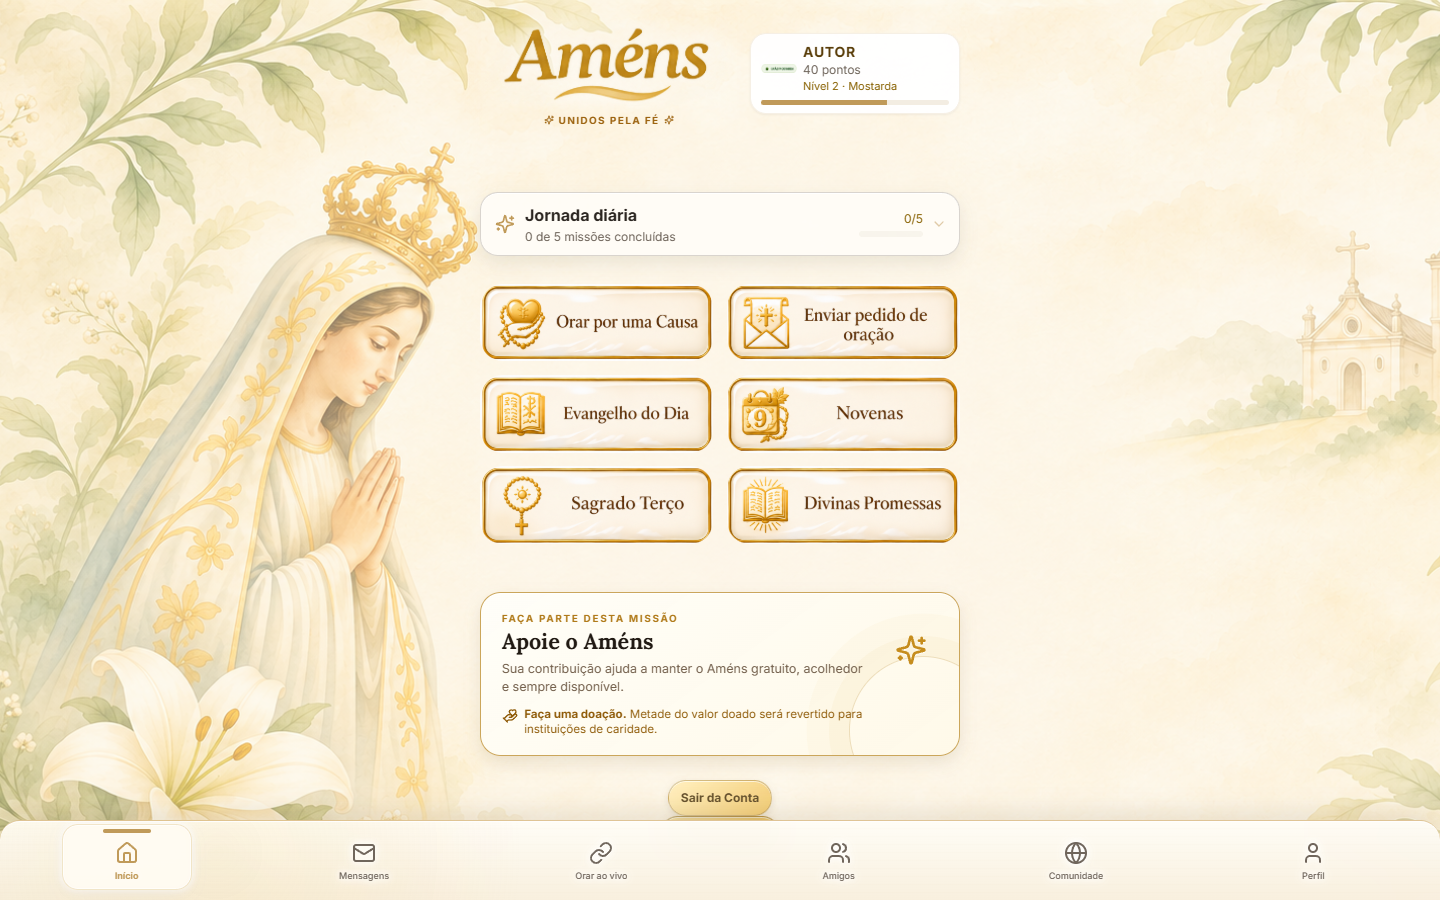 Améns
UNIDOS PELA FÉ
AUTOR
40 pontos
Nível 2 · Mostarda
Jornada diária
0 de 5 missões concluídas
0/5
Orar por uma Causa
Enviar pedido de
oração
Evangelho do Dia
9
Novenas
Sagrado Terço
Divinas Promessas
FAÇA PARTE DESTA MISSÃO
Apoie o Améns
Sua contribuição ajuda a manter o Améns gratuito, acolhedor
e sempre disponível.
Faça uma doação. Metade do valor doado será revertido para
instituições de caridade.
Sair da Conta
Início
Mensagens
Orar ao vivo
Amigos
Comunidade
Perfil